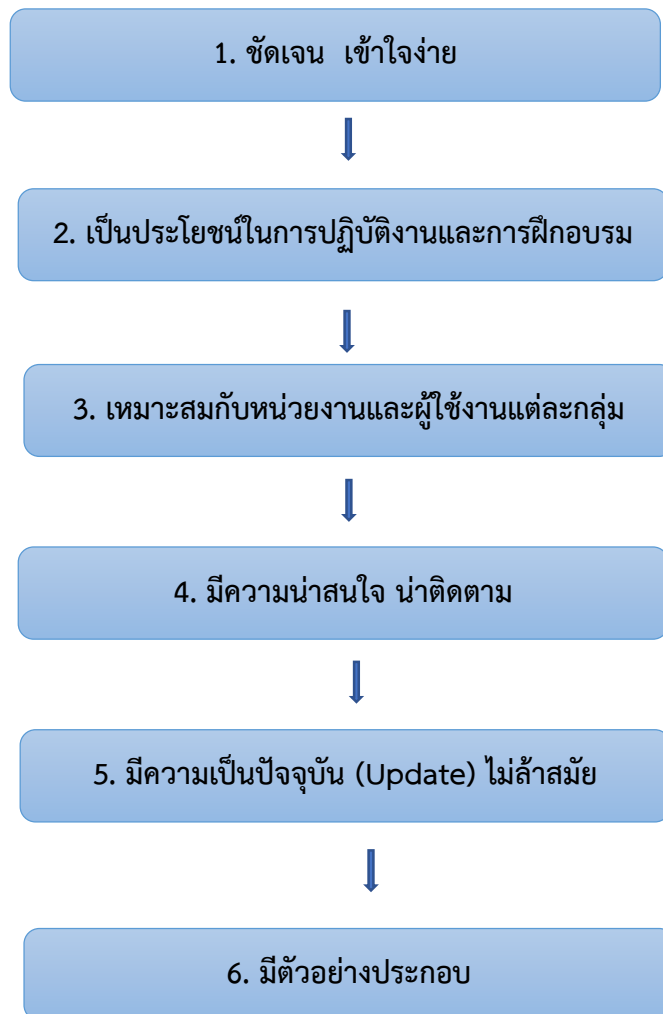 1. ชัดเจน เข้าใจง่าย
2. เป็นประโยชน์ในการปฏิบัติงานและการฝึกอบรม
3. เหมาะสมกับหน่วยงานและผู้ใช้งานแต่ละกลุ่ม
4. มีความน่าสนใจ น่าติดตาม
5. มีความเป็นปัจจุบัน (Update) ไม่ล้าสมัย
6. มีตัวอย่างประกอบ